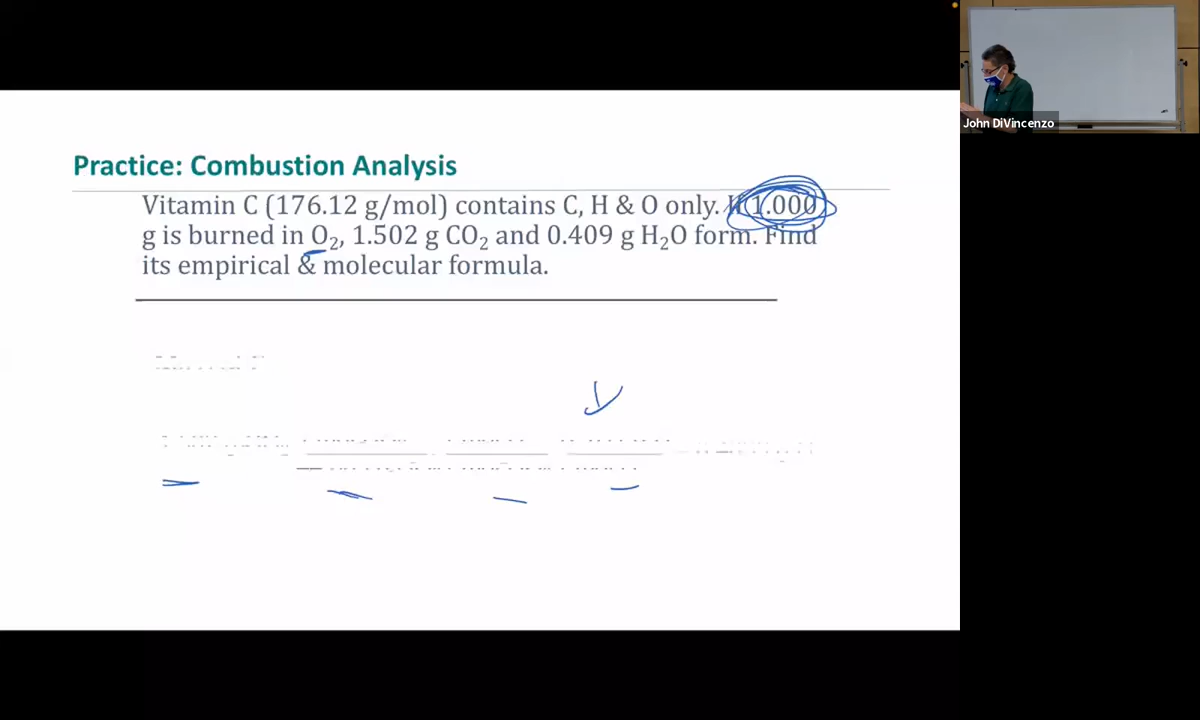 John DiVincenzo
Practice: Combustion Analysis
Vitamin C (176.12 g/mol) contains C, H & O only. If 1.000
g is burned in O₂, 1.502 g CO₂ and 0.409 g H₂O form. Find
its empirical & molecular formula.